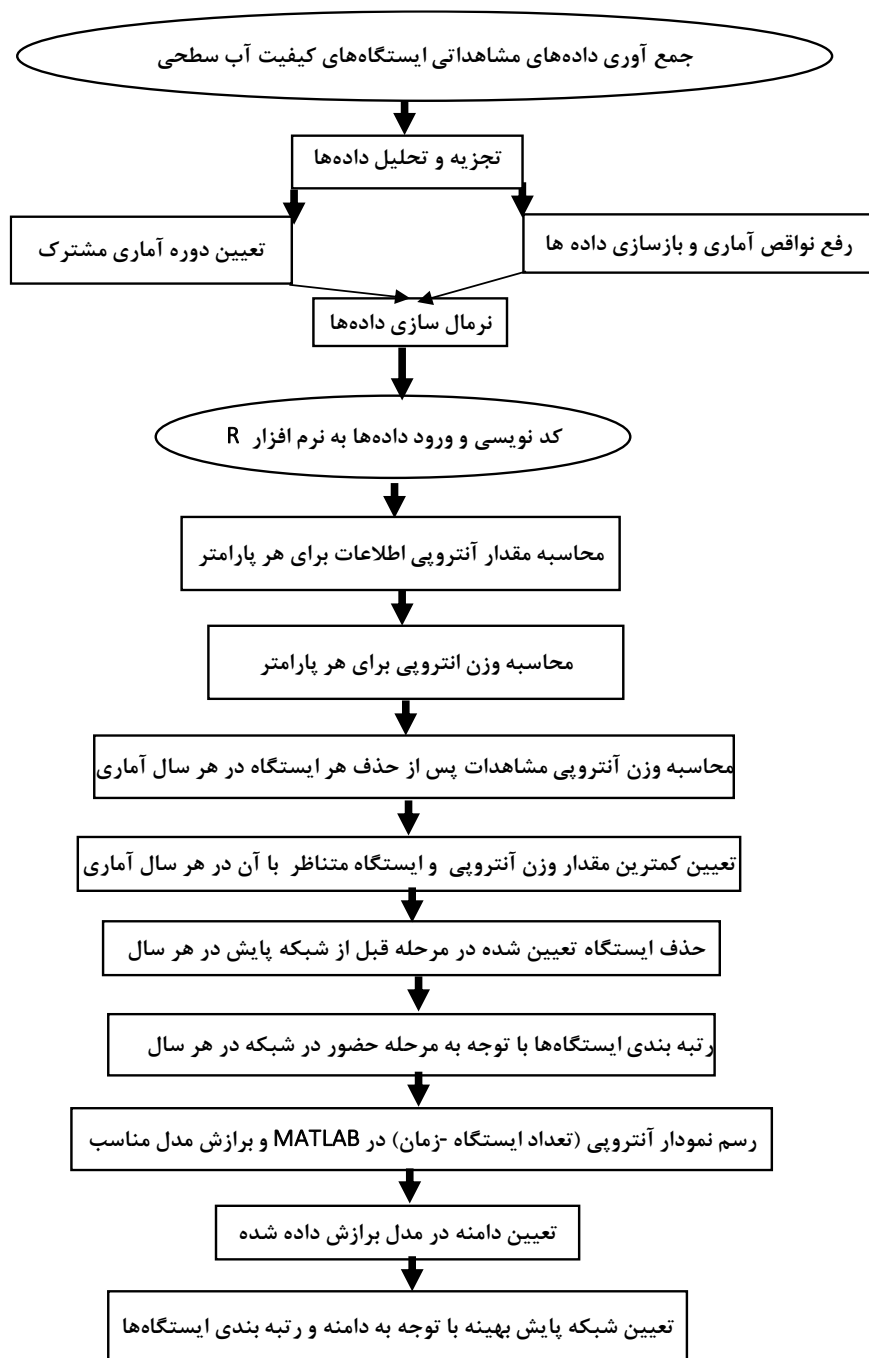 جمع آوری داده‌های مشاهداتی ایستگاه‌های کیفیت آب سطحی
تجزیه و تحلیل داده‌ها
رفع نواقص آماری و بازسازی داده ها
تعیین دوره آماری مشترک
نرمال سازی داده‌ها
کد نویسی و ورود داده‌ها به نرم افزار R
محاسبه مقدار آنتروپی اطلاعات برای هر پارامتر
محاسبه وزن انتروپی برای هر پارامتر
محاسبه وزن آنتروپی مشاهدات پس از حذف هر ایستگاه در هر سال آماری
تعیین کمترین مقدار وزن آنتروپی و ایستگاه متناظر با آن در هر سال آماری
حذف ایستگاه تعیین شده در مرحله قبل از شبکه پایش در هر سال
رتبه بندی ایستگاه‌ها با توجه به مرحله حضور در شبکه در هر سال
رسم نمودار آنتروپی (تعداد ایستگاه -زمان) در MATLAB و برازش مدل مناسب
تعیین دامنه در مدل برازش داده شده
تعیین شبکه پایش بهینه با توجه به دامنه و رتبه بندی ایستگاه‌ها